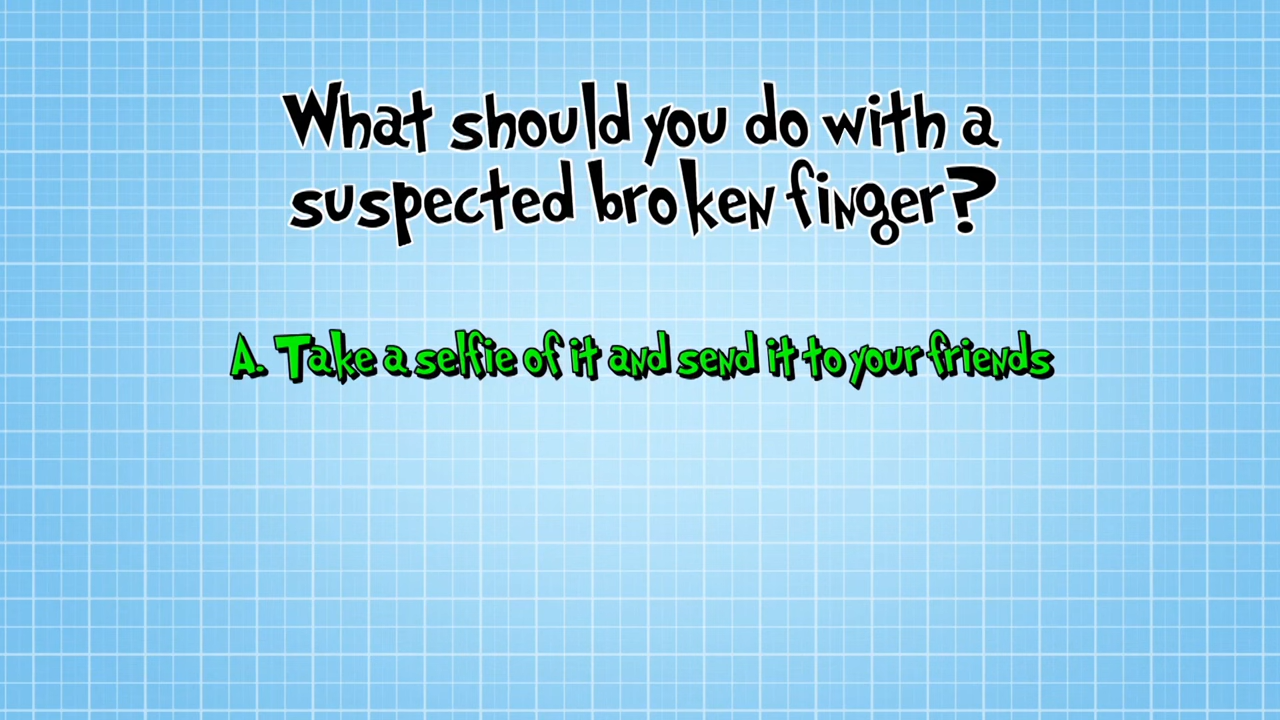 What should you do with a
suspected broken finger?
A. Take a selfie of it and send it to your friends